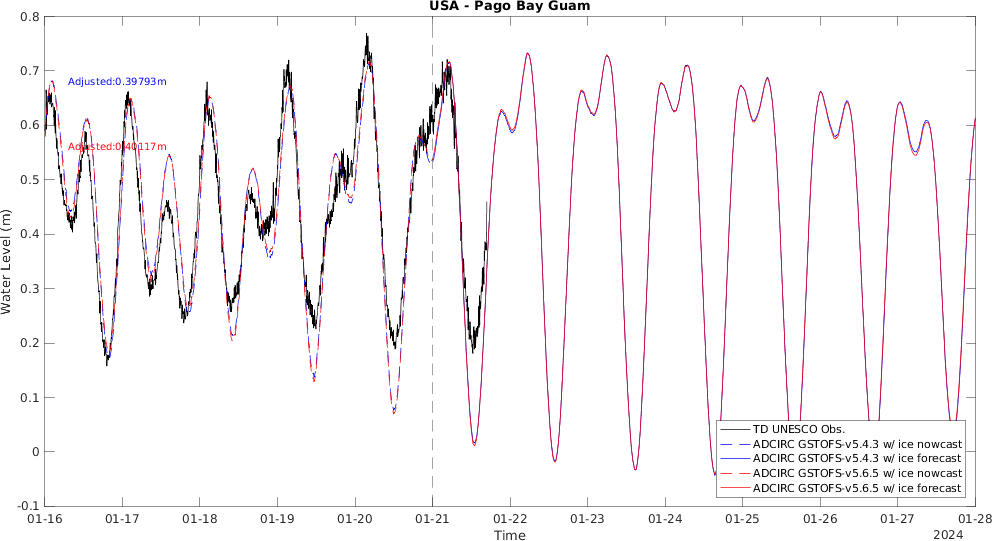 USA - Pago Bay Guam
0.8
0.7
0.6
0.5
0.4
0.3
0.2
0.1
0
-0.1
Water Level (m)
Adjusted:0.39793m
Adjusted:0.40117m
TD UNESCO Obs.
ADCIRC GSTOFS-v5.4.3 w/ ice nowcast
ADCIRC GSTOFS-v5.4.3 w/ ice forecast
ADCIRC GSTOFS-v5.6.5 w/ ice nowcast
ADCIRC GSTOFS-v5.6.5 w/ ice forecast
01-16 01-17 01-18 01-19 01-20 01-21 01-22 01-23 01-24 01-25 01-26 01-27 01-28
Time
2024